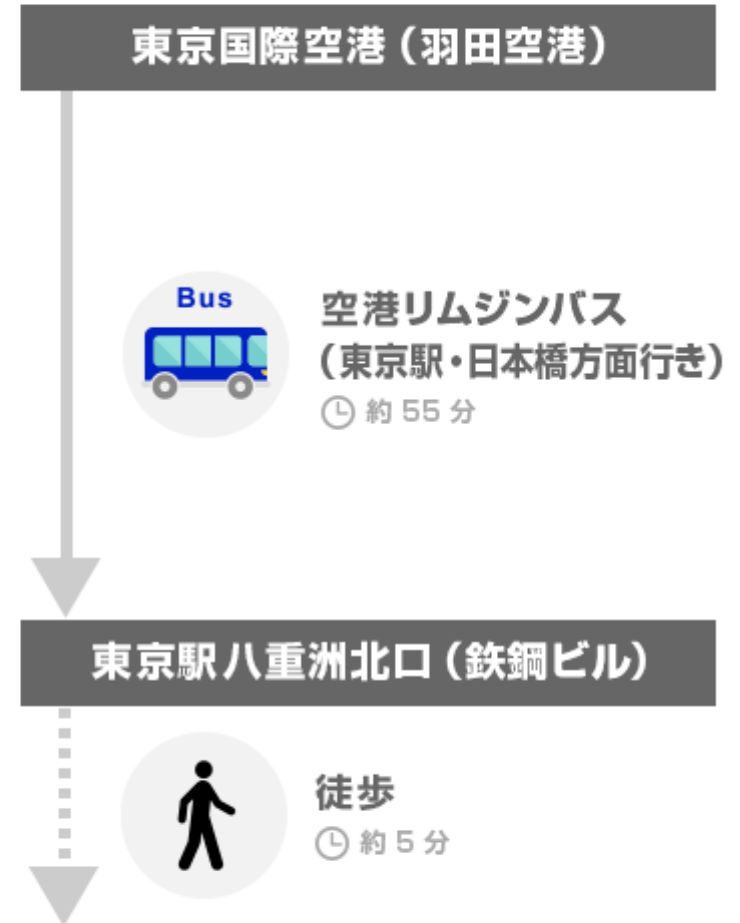 東京国際空港（羽田空港）
Bus
空港リムジンバス
（東京駅・日本橋方面行き）
約 55 分
東京駅八重洲北口（鉄鋼ビル）
徒歩
約 5 分